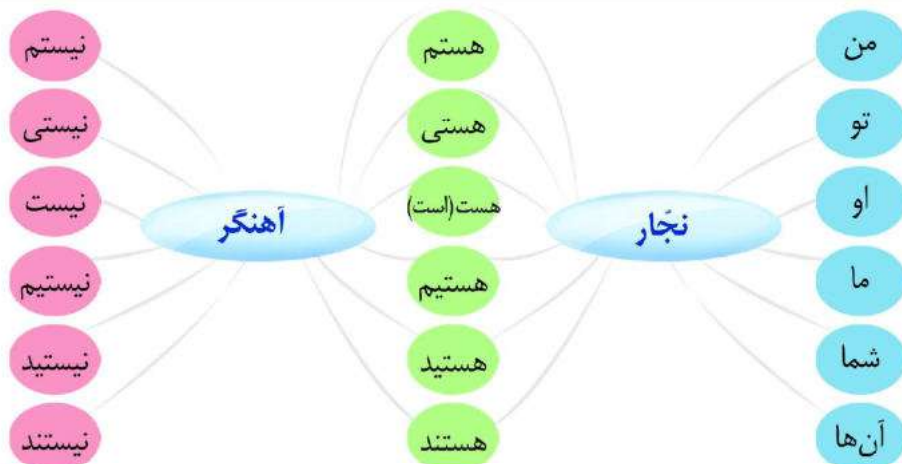 من هستم نیستم
تو هستی نیستی
او هست(است) نیست
نجّار آهنگر
ما هستیم نیستیم
شما هستید نیستید
آن‌ها هستند نیستند